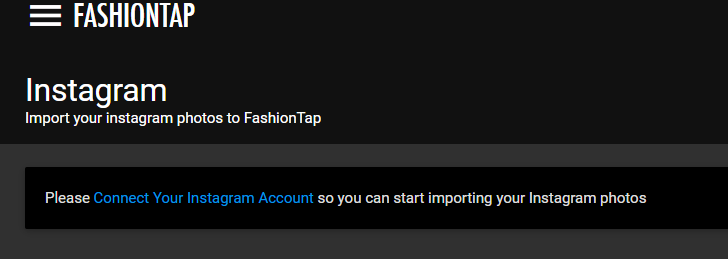 FASHIONTAP
Instagram
Import your instagram photos to FashionTap
Please Connect Your Instagram Account so you can start importing your Instagram photos